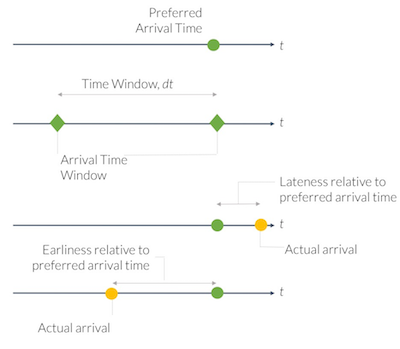 Preferred
Arrival Time
t
Time Window, dt
t
Arrival Time
Window
Lateness relative to
preferred arrival time
t
Actual arrival
Earliness relative to
preferred arrival time
t
Actual arrival